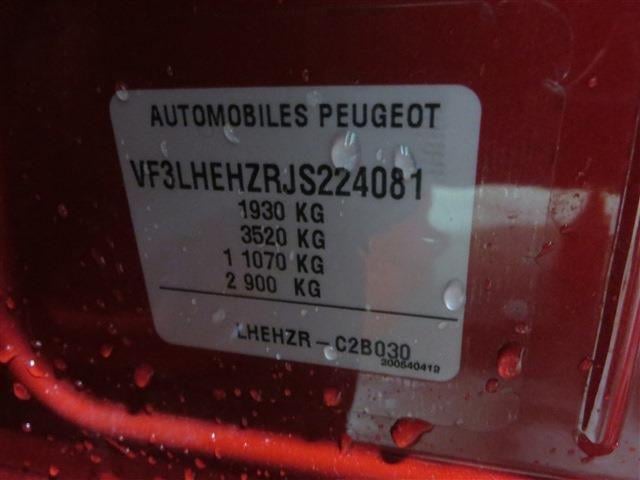 AUTOMOBILES PEUGEOT
VF3LHEHZRJS224081
1930 KG
3520 KG
1 1070 KG
2 900 KG
LHEHZR - C2B030
200540419